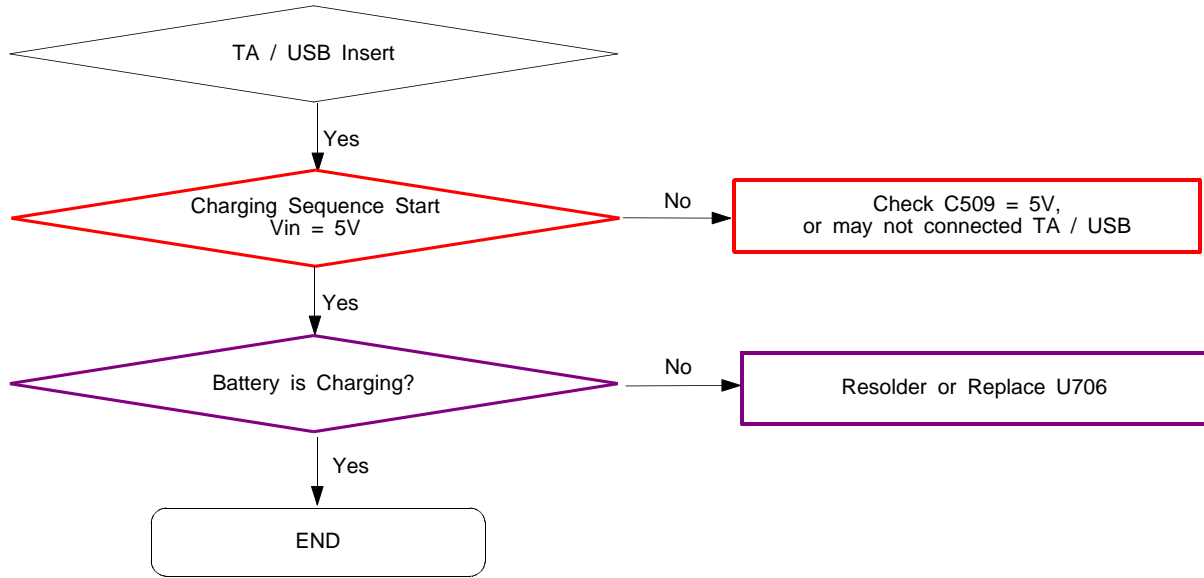 TA / USB Insert
Yes
Charging Sequence Start
Vin = 5V
No
Check C509 = 5V,
or may not connected TA / USB
Yes
Battery is Charging?
No
Resolder or Replace U706
Yes
END